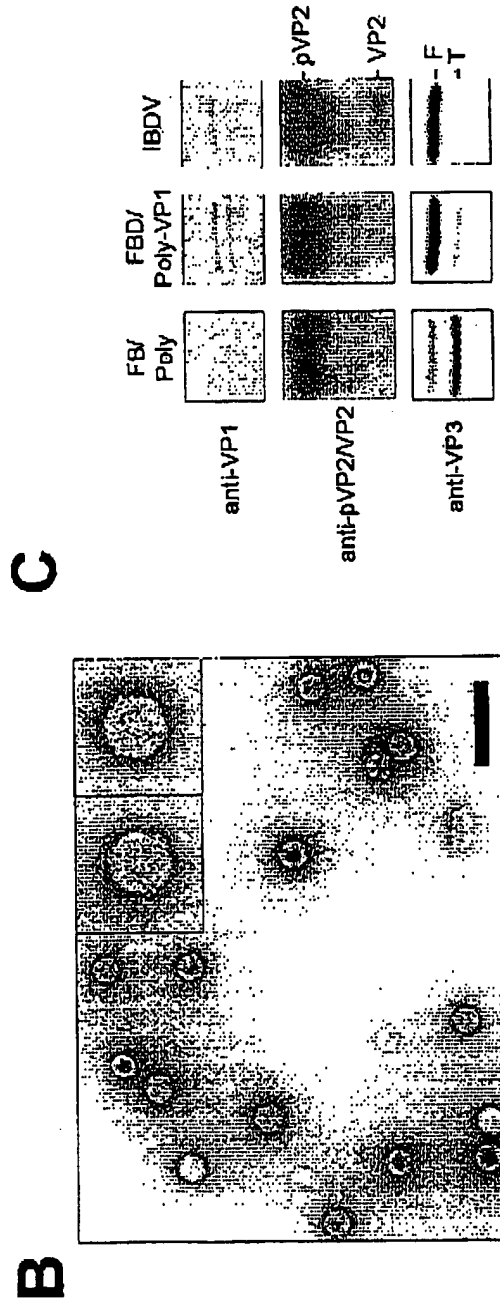 B
C
FB/
Poly
FBD/
Poly-VP1
IBDV
anti-VP1
anti-pVP2/VP2
pVP2
VP2
anti-VP3
F
T